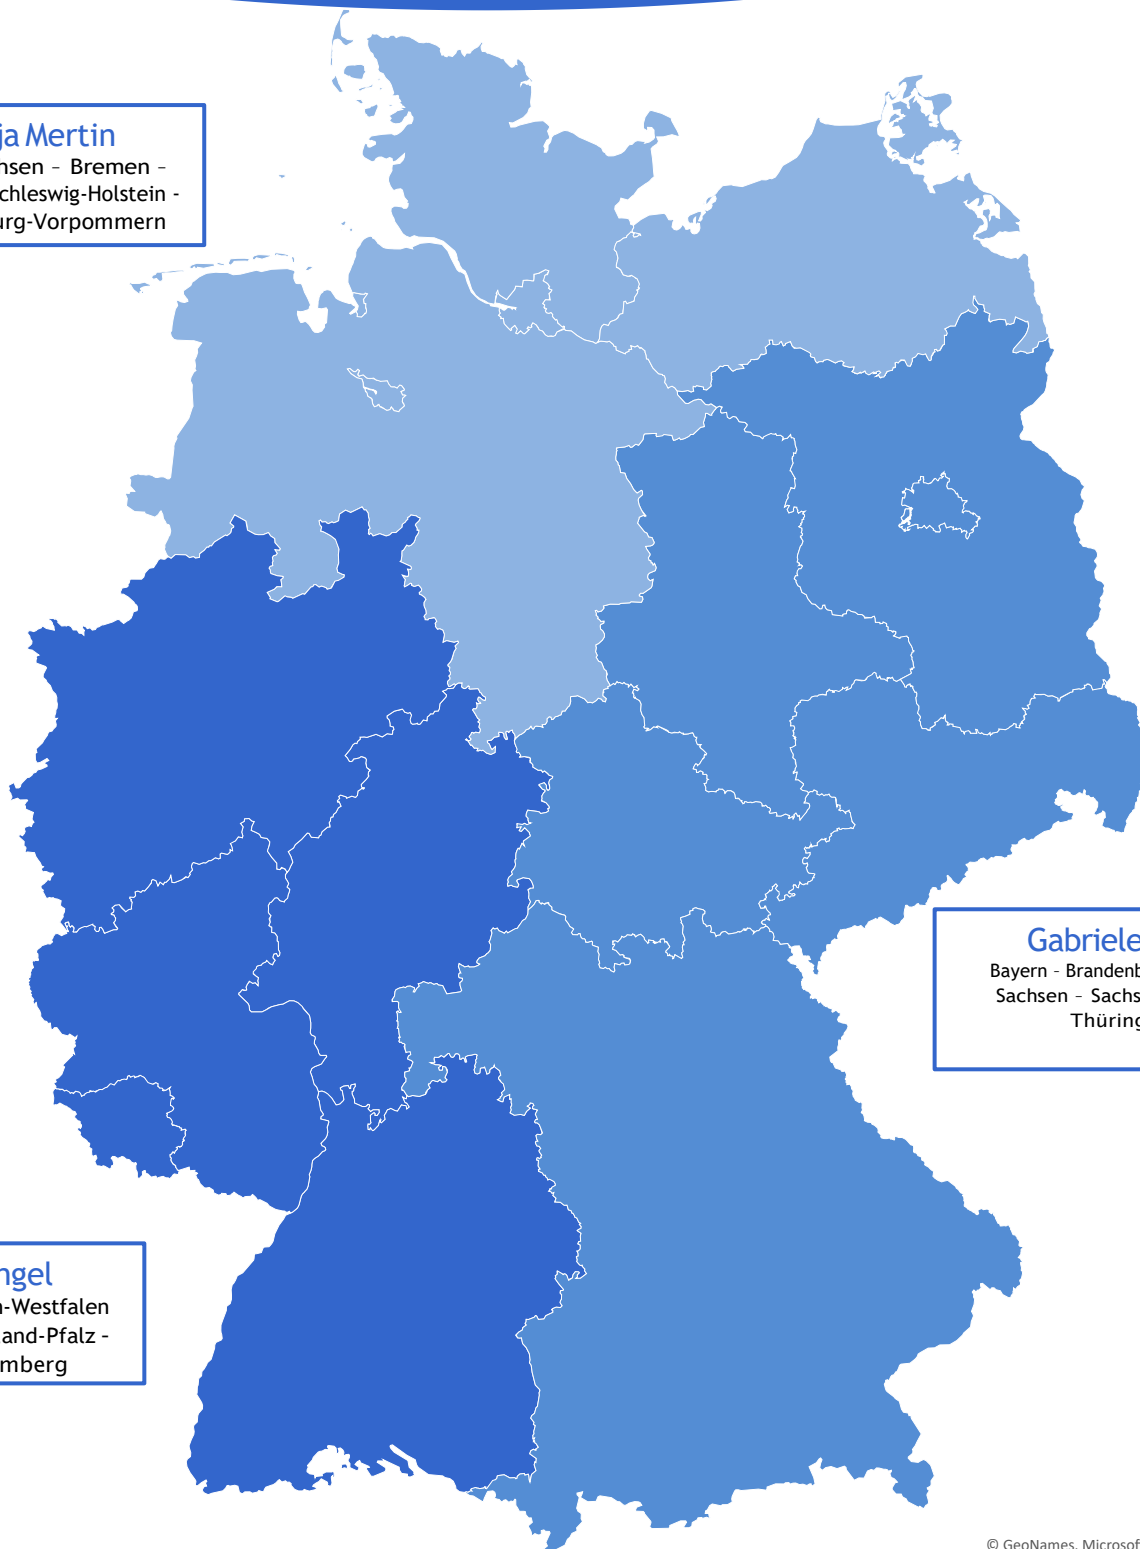 ja Mertin
hsen – Bremen –
chleswig-Holstein -
urg-Vorpommern
Gabriele
Bayern - Brandenb
Sachsen – Sachs
Thüring
ngel
n-Westfalen
and-Pfalz -
mberg
© GeoNames, Microsof